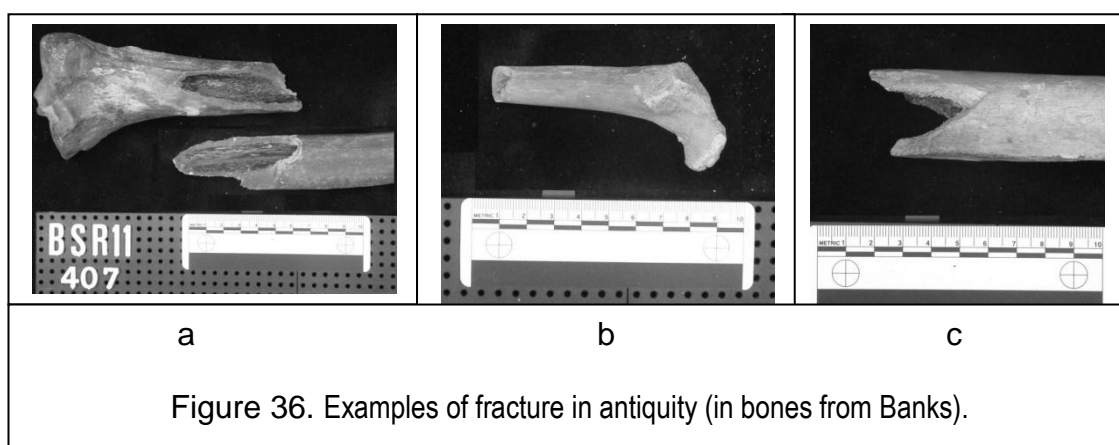 BSR11
407
METRIC 1 2 3 4 5 6 7 8 9 10
METRIC 1 2 3 4 5 6 7 8 9 10
a b c
Figure 36. Examples of fracture in antiquity (in bones from Banks).